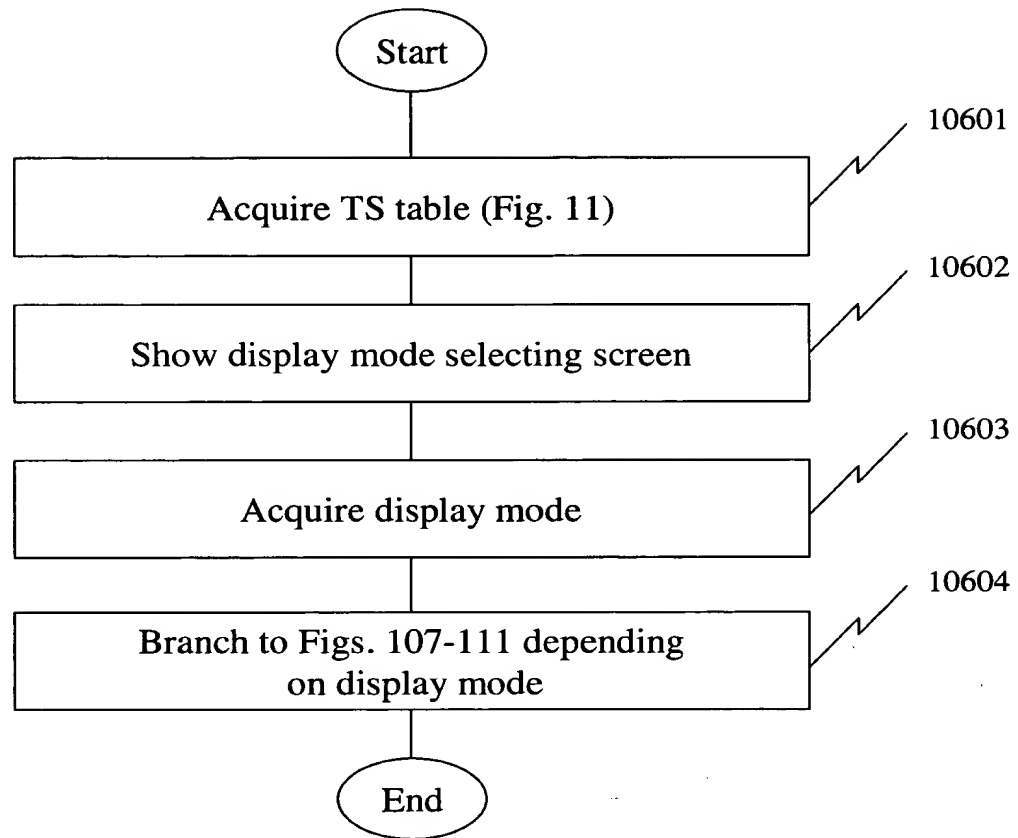 Start
10601
Acquire TS table (Fig. 11)
10602
Show display mode selecting screen
10603
Acquire display mode
10604
Branch to Figs. 107-111 depending
on display mode
End